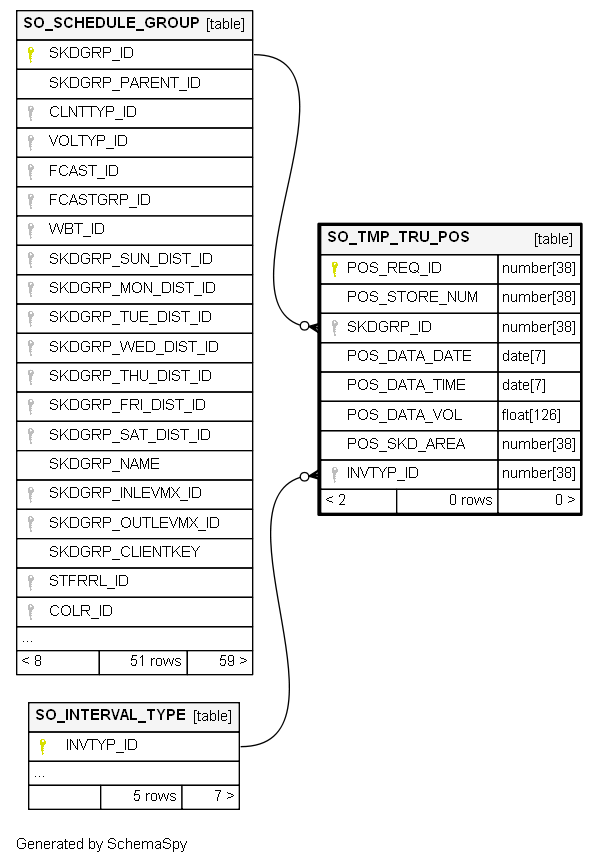 SO_SCHEDULE_GROUP [table]
SKDGRP_ID
SKDGRP_PARENT_ID
CLNTTYP_ID
VOLTYP_ID
FCAST_ID
FCASTGRP_ID
WBT_ID
SKDGRP_SUN_DIST_ID
SKDGRP_MON_DIST_ID
SKDGRP_TUE_DIST_ID
SKDGRP_WED_DIST_ID
SKDGRP_THU_DIST_ID
SKDGRP_FRI_DIST_ID
SKDGRP_SAT_DIST_ID
SKDGRP_NAME
SKDGRP_INLEVMX_ID
SKDGRP_OUTLEVMX_ID
SKDGRP_CLIENTKEY
STFRRL_ID
COLR_ID
...
< 8 51 rows 59 >
SO_TMP_TRU_POS [table]
POS_REQ_ID number[38]
POS_STORE_NUM number[38]
SKDGRP_ID number[38]
POS_DATA_DATE date[7]
POS_DATA_TIME date[7]
POS_DATA_VOL float[126]
POS_SKD_AREA number[38]
INVTYP_ID number[38]
< 2 0 rows 0 >
SO_INTERVAL_TYPE [table]
INVTYP_ID
...
5 rows 7 >
Generated by SchemaSpy